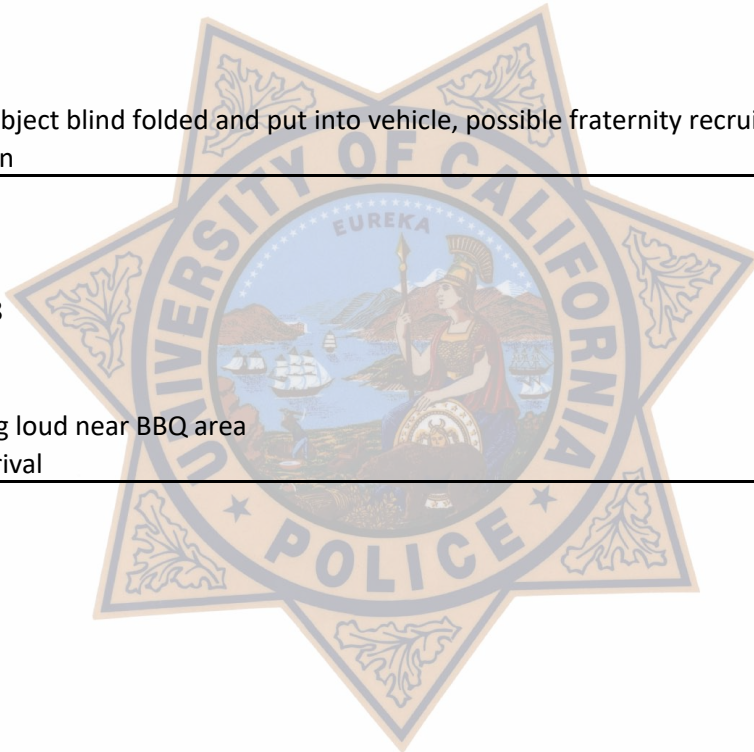 bject blind folded and put into vehicle, possible fraternity recrui
n
UNIVERSITY OF CALIFORNIA
EUREKA
g loud near BBQ area
rival
POLICE